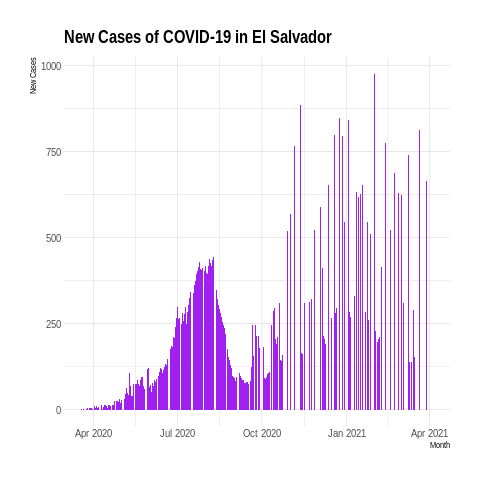 New Cases of COVID-19 in El Salvador
New Cases
1000
750
500
250
0
Apr 2020
Jul 2020
Oct 2020
Jan 2021
Apr 2021
Month